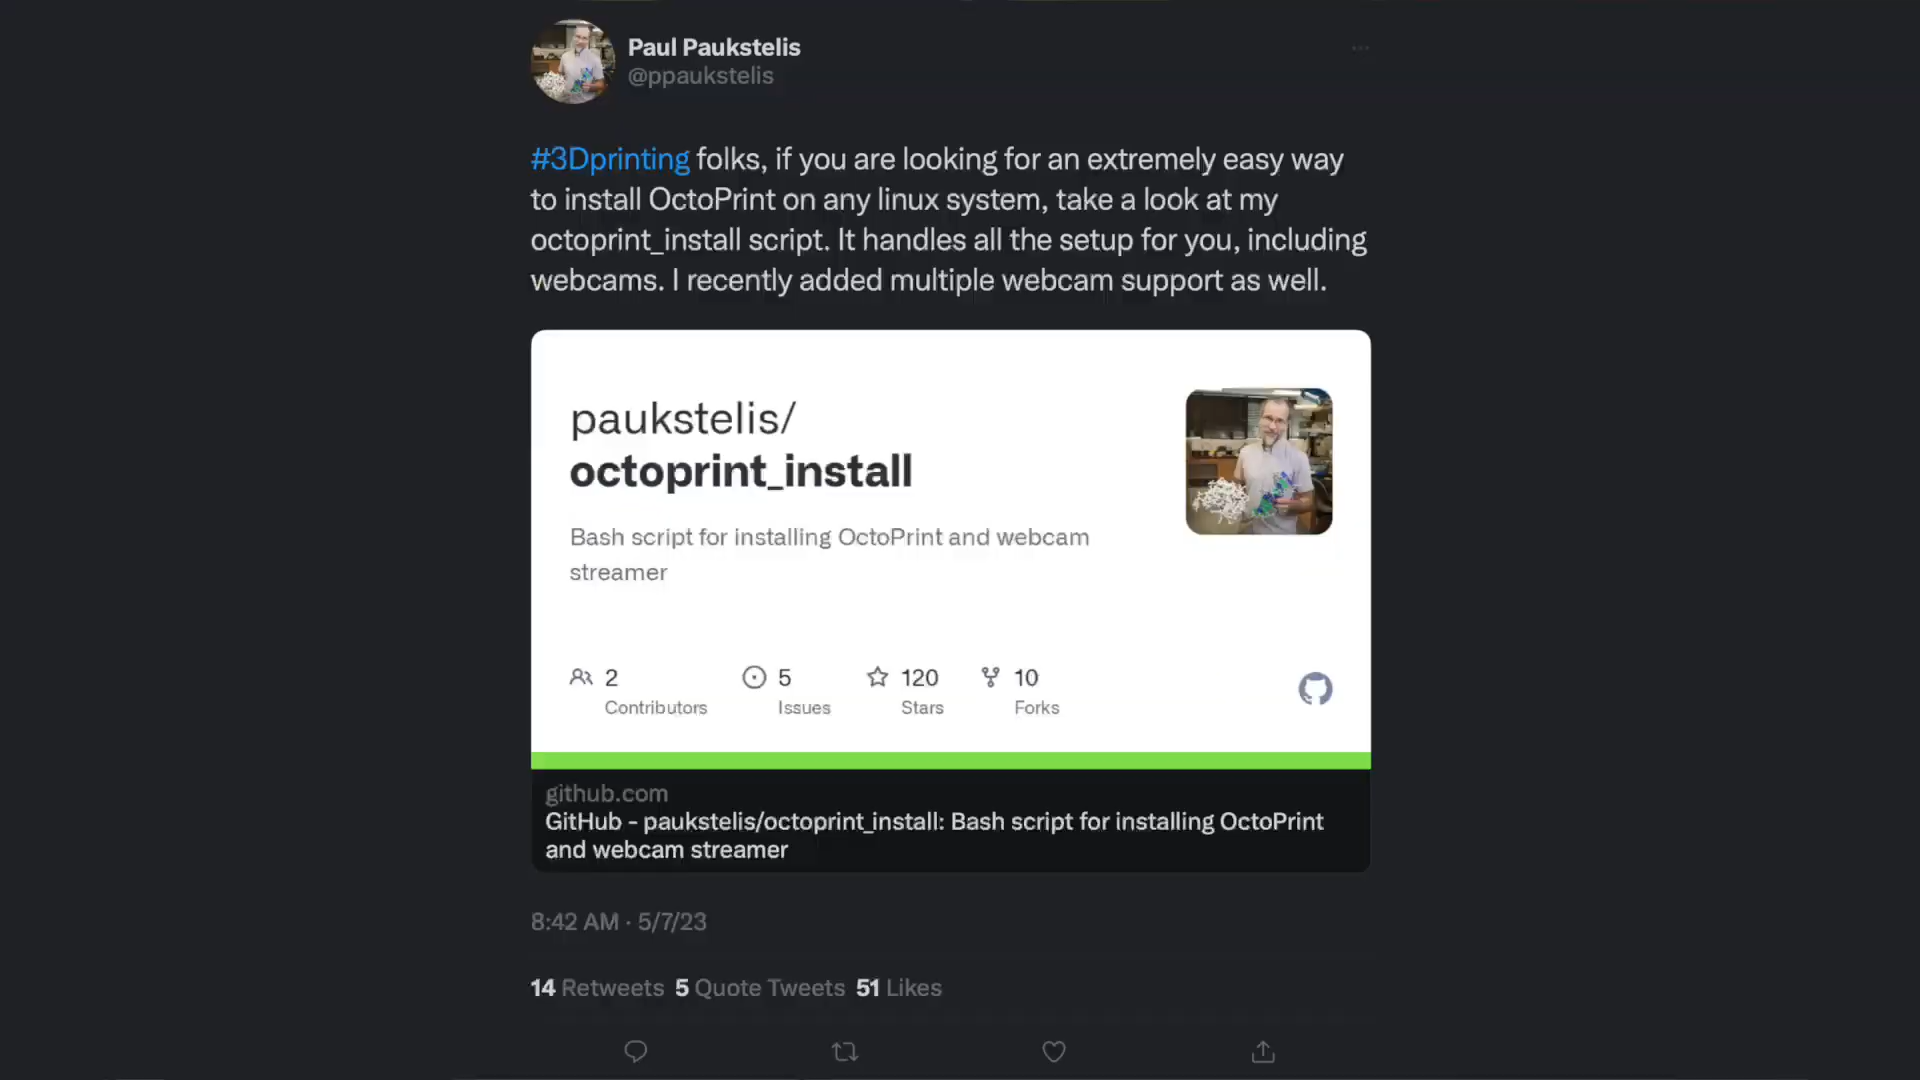 Paul Paukstelis
@ppaukstelis
#3Dprinting folks, if you are looking for an extremely easy way
to install OctoPrint on any linux system, take a look at my
octoprint_install script. It handles all the setup for you, including
webcams. I recently added multiple webcam support as well.
paukstelis/
octoprint_install
Bash script for installing OctoPrint and webcam
streamer
2 5 120 10
Contributors Issues Stars Forks
github.com
GitHub - paukstelis/octoprint_install: Bash script for installing OctoPrint
and webcam streamer
8:42 AM · 5/7/23
14 Retweets 5 Quote Tweets 51 Likes